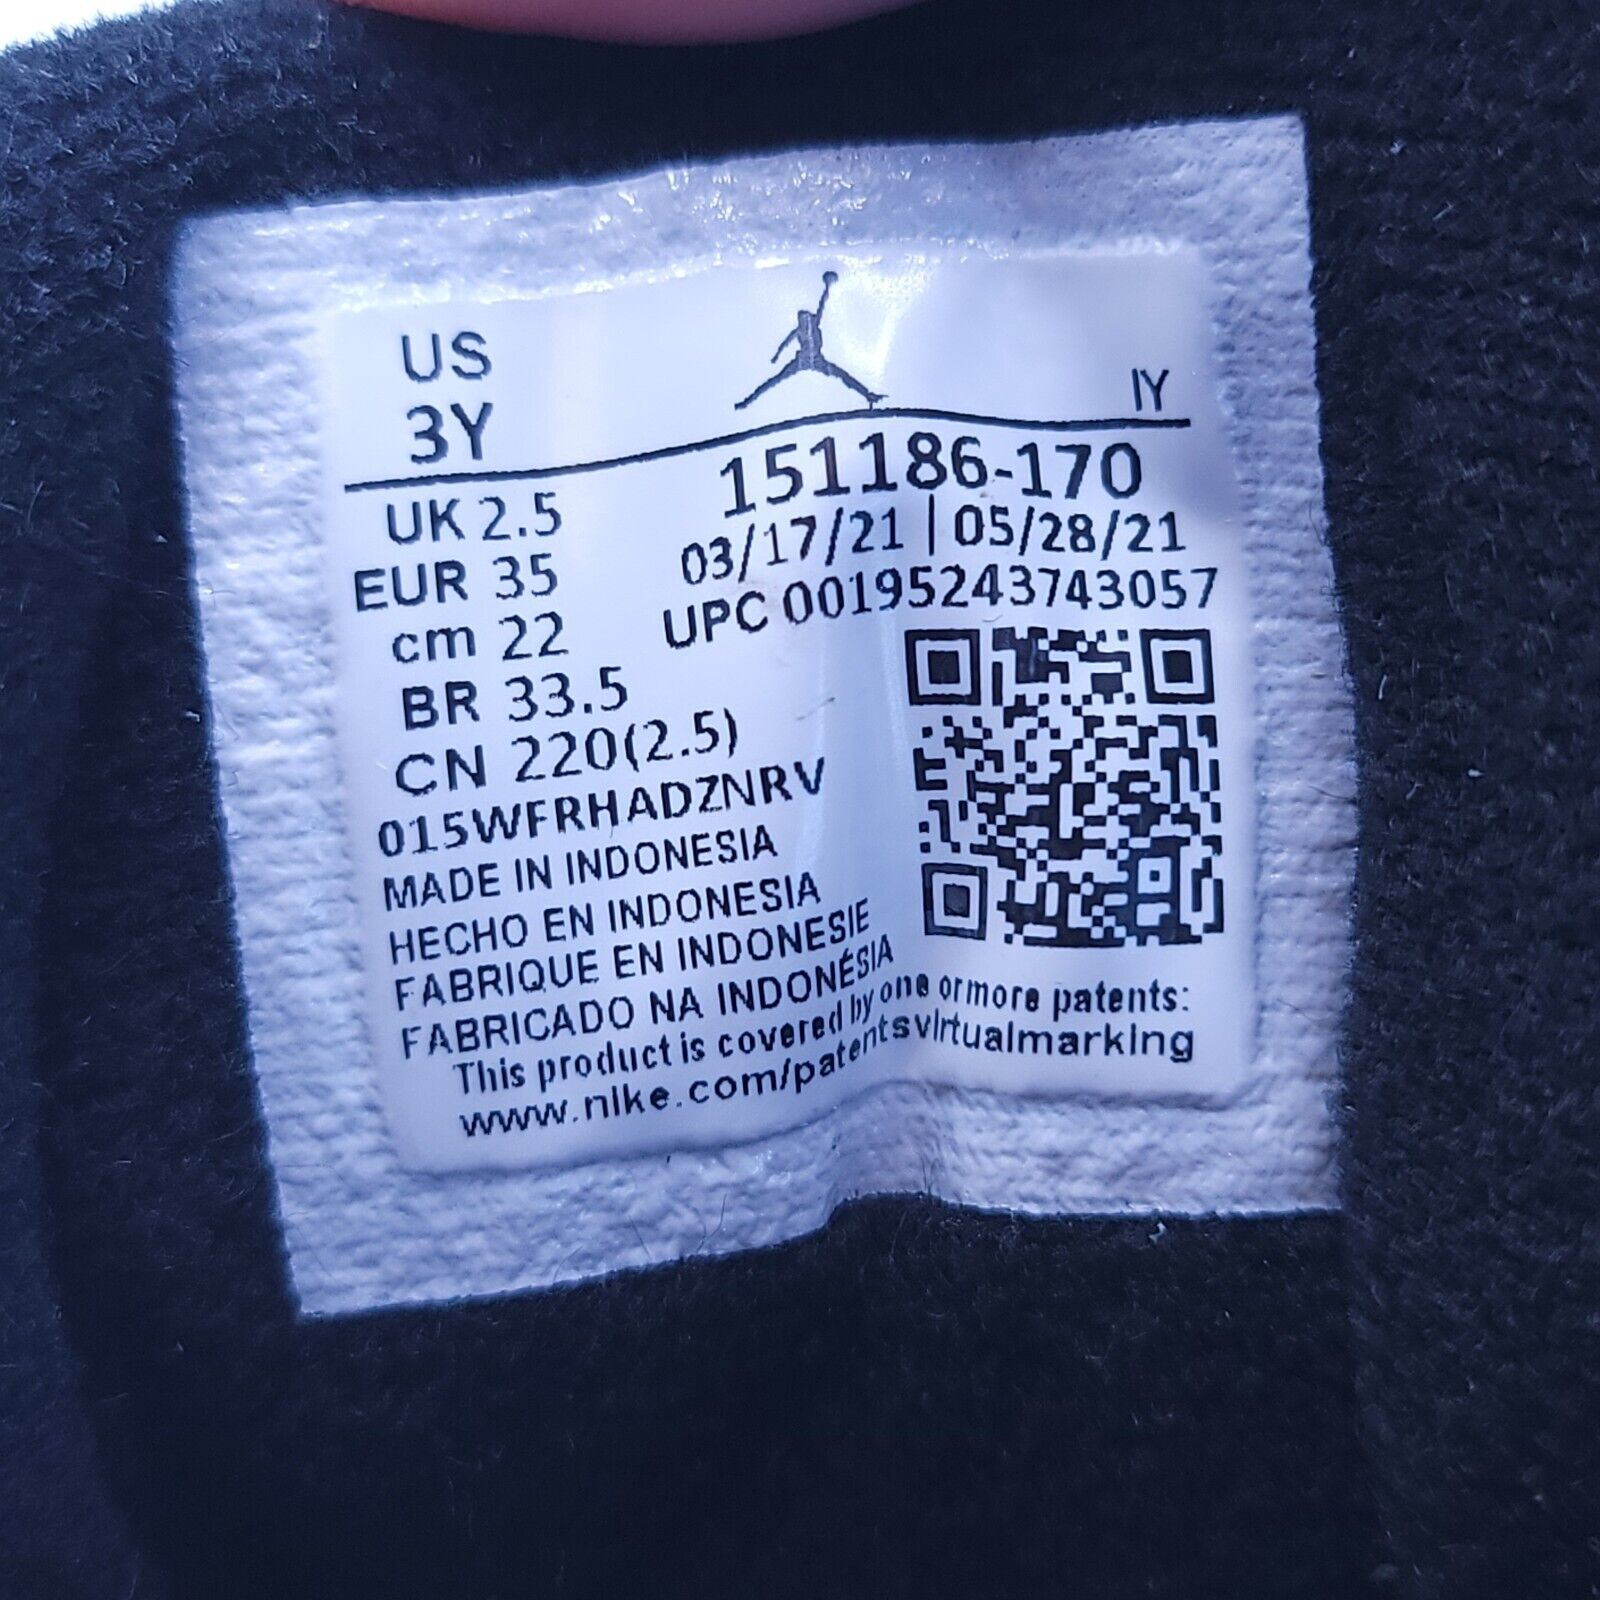 US
3Y
IY
151186-170
03/17/21 | 05/28/21
UPC 00195243743057
UK 2.5
EUR 35
cm 22
BR 33.5
CN 220(2.5)
015WFRHADZNRV
MADE IN INDONESIA
HECHO EN INDONESIA
FABRIQUE EN INDONESIE
FABRICADO NA INDONÉSIA
This product is covered by one ormore patents:
www.nike.com/patentsvirtualmarking